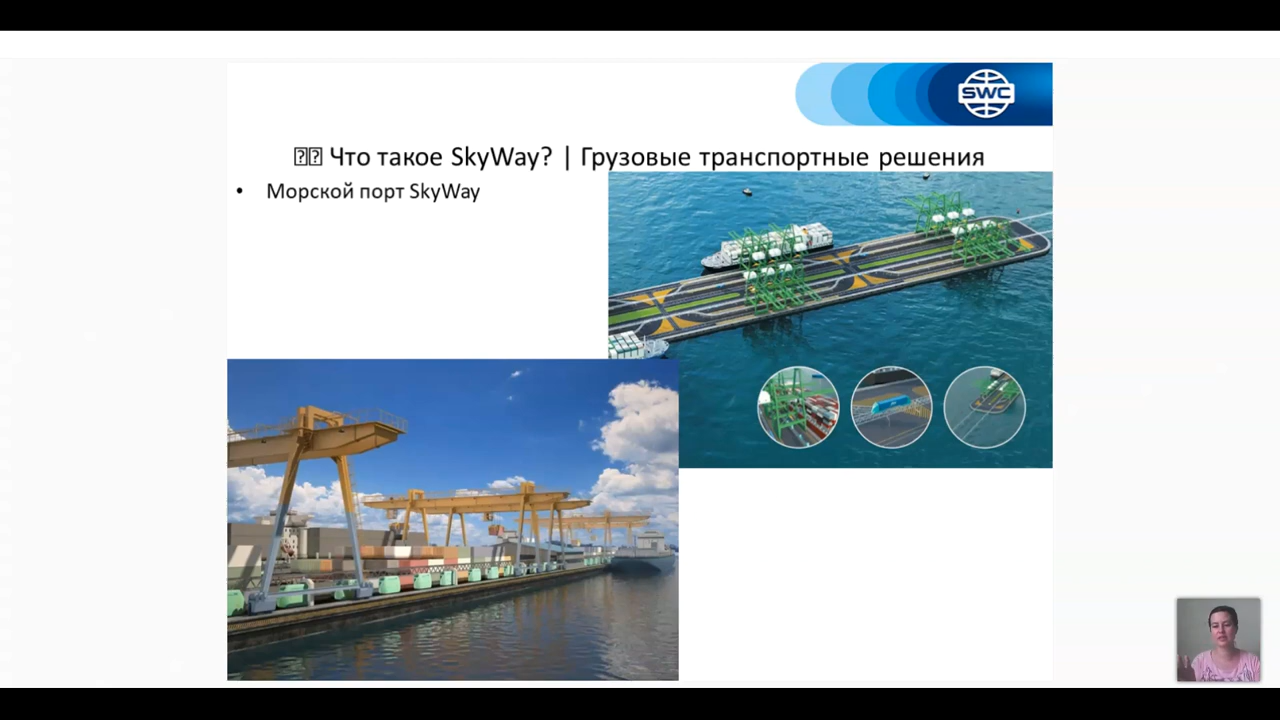 SWC
⍰⍰ Что такое SkyWay? | Грузовые транспортные решения
• Морской порт SkyWay